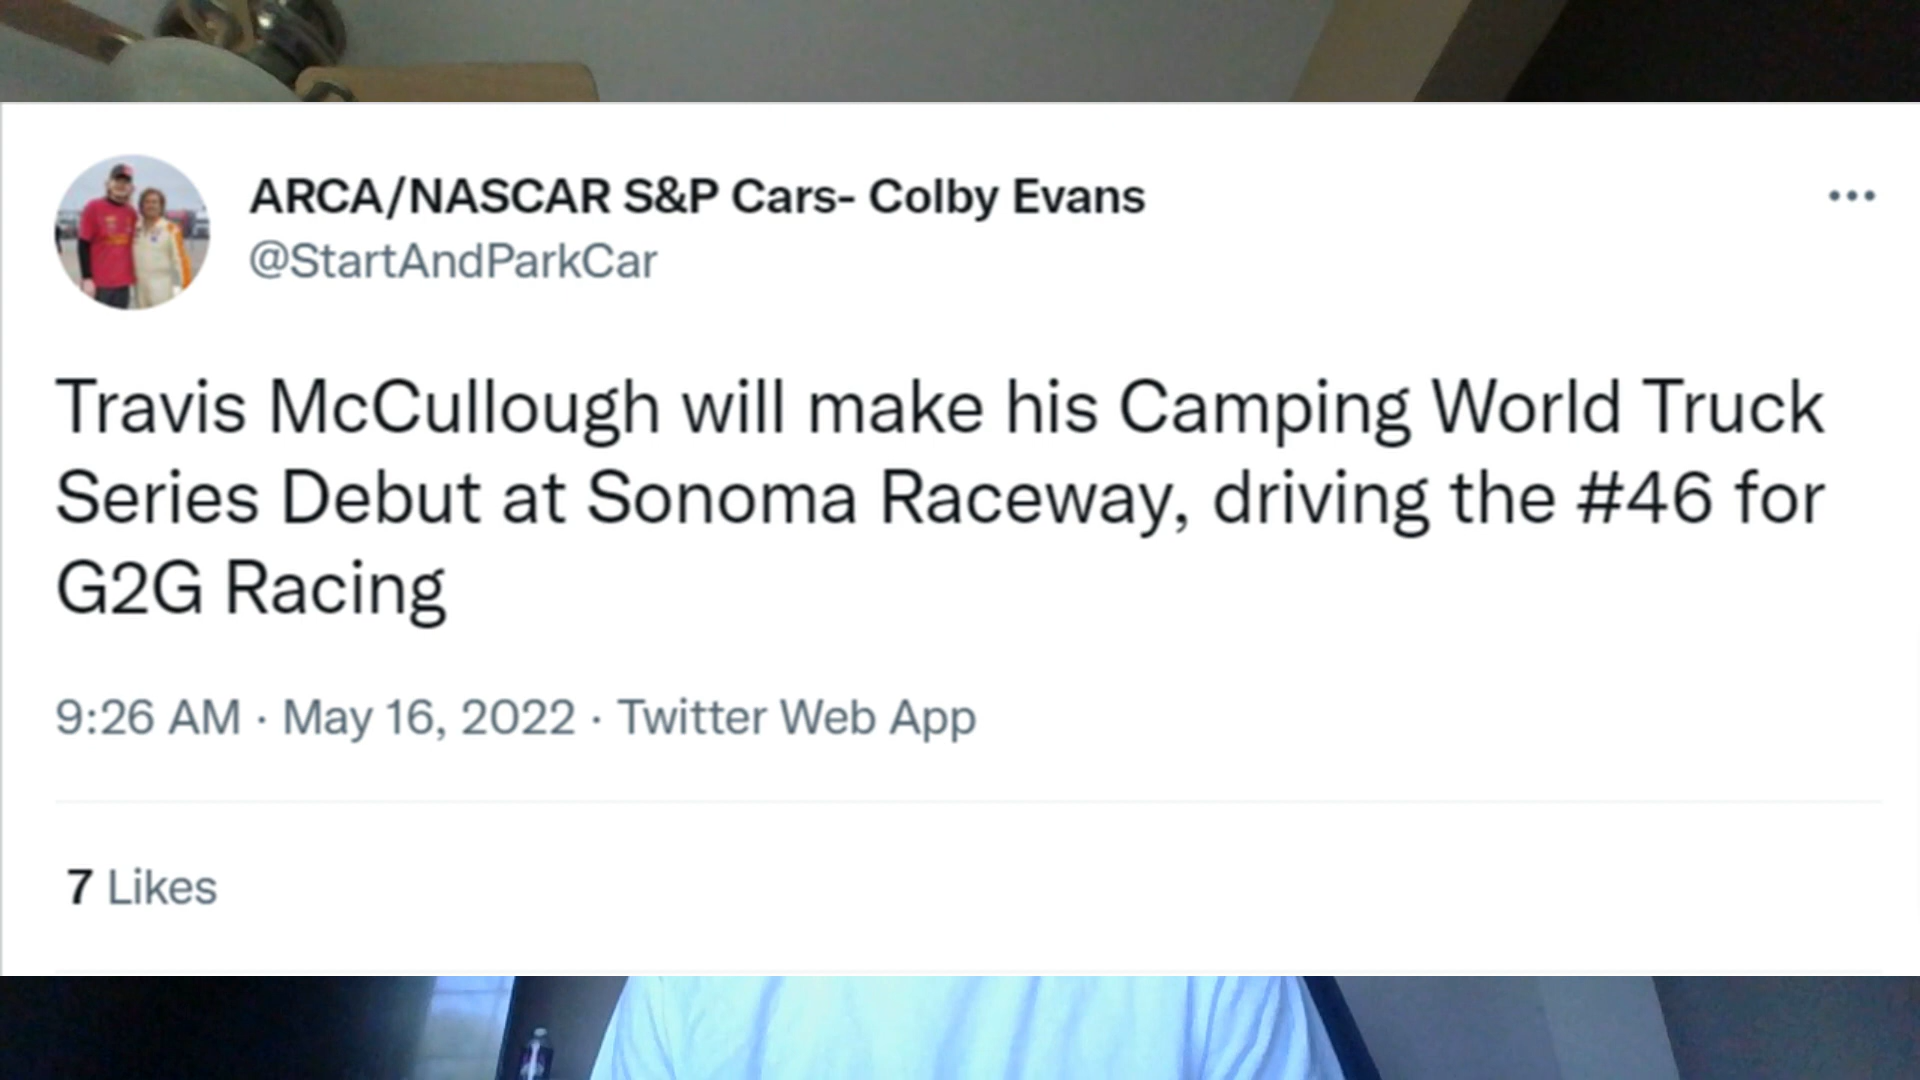 ARCA/NASCAR S&P Cars- Colby Evans
@StartAndParkCar
Travis McCullough will make his Camping World Truck
Series Debut at Sonoma Raceway, driving the #46 for
G2G Racing
9:26 AM · May 16, 2022 · Twitter Web App
7 Likes